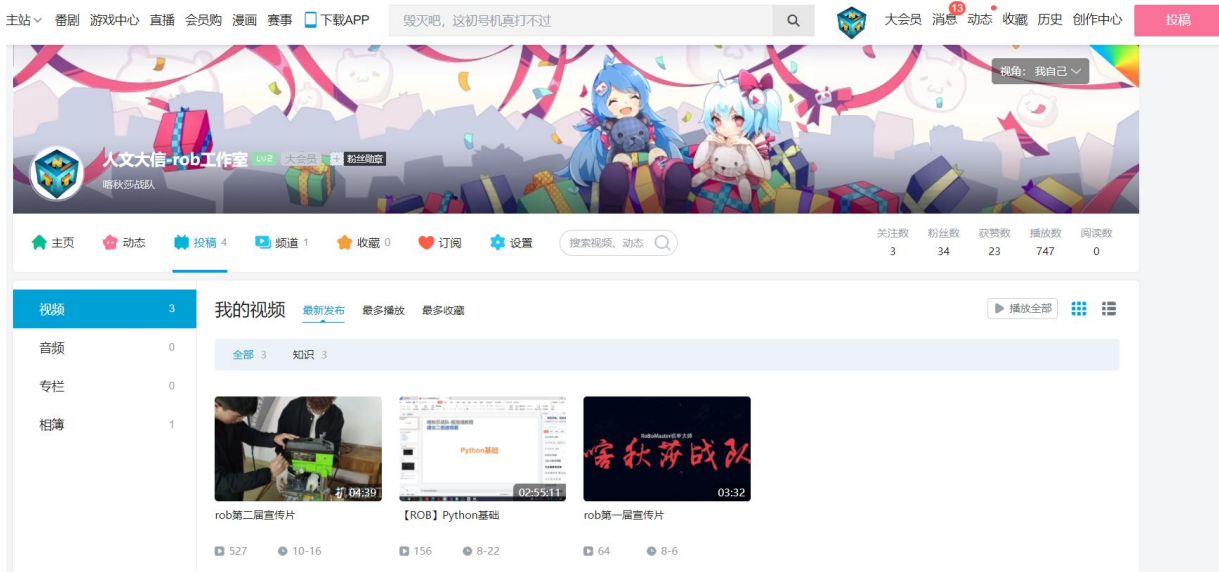 主站 番剧 游戏中心 直播 会员购 漫画 赛事 下载APP 毁灭吧，这初号机真打不过 大会员 消息 13 动态 收藏 历史 创作中心 投稿
视角： 我自己
人文大信-rob工作室 LV2 大会员 + 粉丝勋章
喀秋莎战队
主页 动态 投稿 4 频道 1 收藏 0 订阅 设置 搜索视频、动态
关注数 粉丝数 获赞数 播放数 阅读数
3 34 23 747 0
视频 3
音频 0
专栏 0
相簿 1
我的视频 最新发布 最多播放 最多收藏 播放全部
全部 3 知识 3
04:39
Python基础
02:55:11
RoboMaster机甲大师
喀秋莎战队
03:32
rob第二届宣传片 【ROB】Python基础 rob第一届宣传片
527 10-16 156 8-22 64 8-6